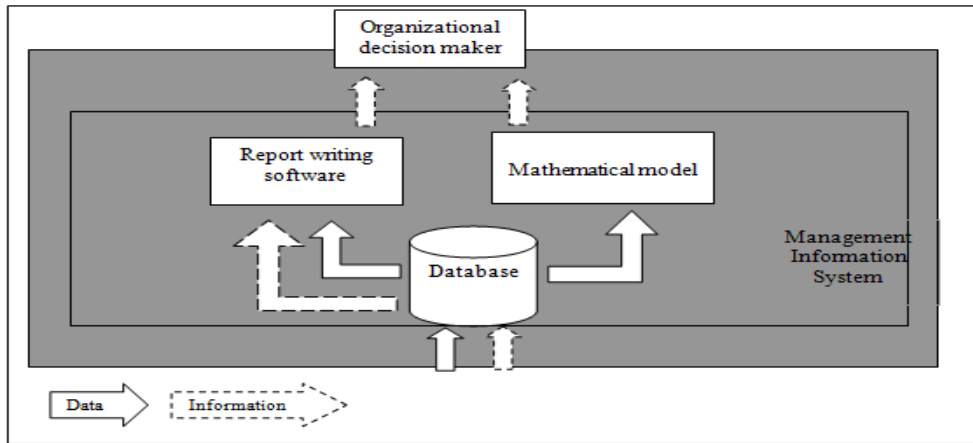 Organizational
decision maker
Report writing
software
Mathematical model
Management
Information
System
Database
Data
Information